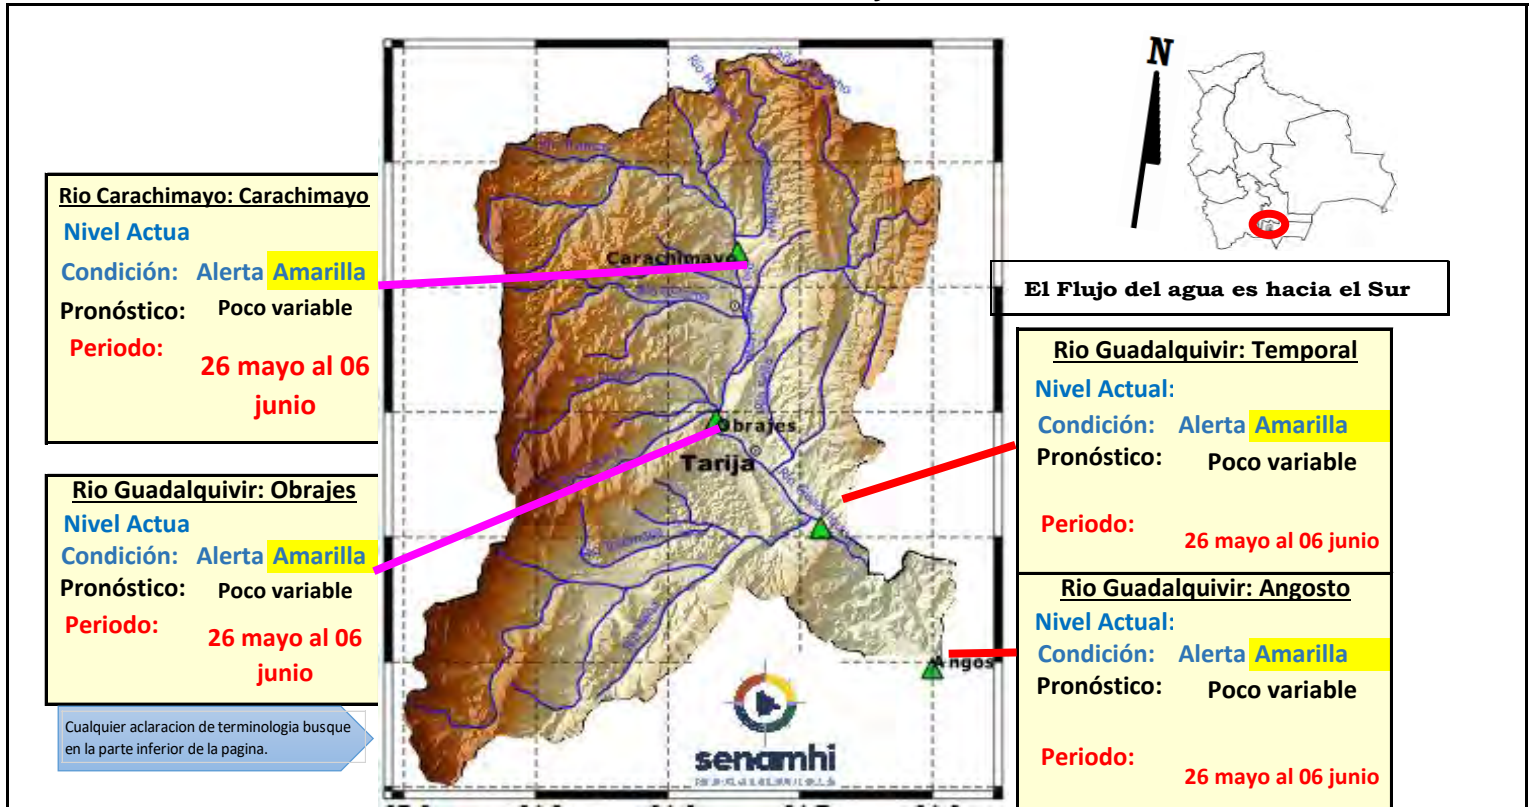 Rio Carachimayo: Carachimayo
Nivel Actua
Condición: Alerta Amarilla
Pronóstico: Poco variable
Periodo:
26 mayo al 06
junio
Rio Guadalquivir: Obrajes
Nivel Actua
Condición: Alerta Amarilla
Pronóstico: Poco variable
Periodo:
26 mayo al 06
junio
Cualquier aclaracion de terminologia busque
en la parte inferior de la pagina.
Carachimayo
Obrajes
Tarija
Angos
senamhi
N
El Flujo del agua es hacia el Sur
Rio Guadalquivir: Temporal
Nivel Actual:
Condición: Alerta Amarilla
Pronóstico: Poco variable
Periodo:
26 mayo al 06 junio
Rio Guadalquivir: Angosto
Nivel Actual:
Condición: Alerta Amarilla
Pronóstico: Poco variable
Periodo:
26 mayo al 06 junio